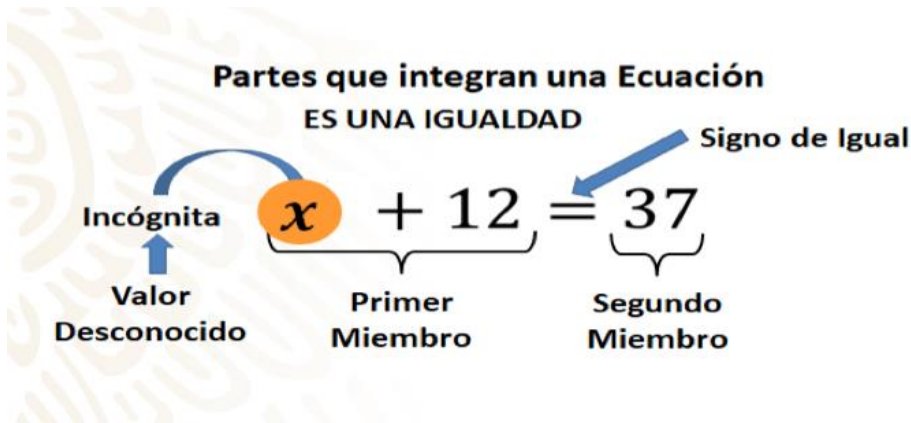 Partes que integran una Ecuación
ES UNA IGUALDAD
Signo de Igual
Incógnita
x + 12 = 37
Valor
Desconocido
Primer
Miembro
Segundo
Miembro